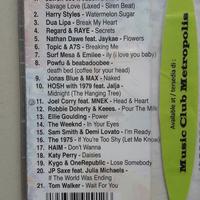 Savage Love (Laxed - Siren Beat)
2. Harry Styles - Watermelon Sugar
3. Dua Lipa - Break My Heart
4. Regard & RAYE - Secrets
5. Nathan Dawe feat. Jaykae - Flowers
6. Topic & A7S - Breaking Me
7. Surf Mesa & Emilee - ily (i love you baby)
8. Powfu & beabadoobee -
death bed (coffee for your head)
9. Jonas Blue & MAX - Naked
10. HOSH with 1979 feat. Jalja -
Midnight (The Hanging Tree)
11. Joel Corry feat. MNEK - Head & Heart
12. Robbie Doherty & Keees. - Pour The Milk
13. Ellie Goulding - Power
14. The Weeknd - In Your Eyes
15. Sam Smith & Demi Lovato - I'm Ready
16. The 1975 - If You're Too Shy (Let Me Know)
17. HAIM - Don't Wanna
18. Katy Perry - Daisies
19. Kygo & OneRepublic - Lose Somebody
20. JP Saxe feat. Julia Michaels -
If The World Was Ending
21. Tom Walker - Wait For You
Available at / tersedia di :
Music Club Metropolis